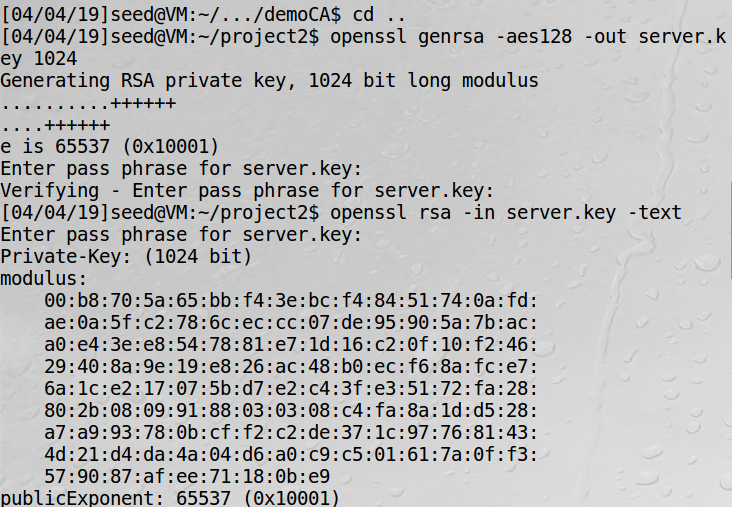 [04/04/19]seed@VM:~/.../demoCA$ cd ..
[04/04/19]seed@VM:~/project2$ openssl genrsa -aes128 -out server.k
ey 1024
Generating RSA private key, 1024 bit long modulus
..........++++++
....++++++
e is 65537 (0x10001)
Enter pass phrase for server.key:
Verifying - Enter pass phrase for server.key:
[04/04/19]seed@VM:~/project2$ openssl rsa -in server.key -text
Enter pass phrase for server.key:
Private-Key: (1024 bit)
modulus:
    00:b8:70:5a:65:bb:f4:3e:bc:f4:84:51:74:0a:fd:
    ae:0a:5f:c2:78:6c:ec:cc:07:de:95:90:5a:7b:ac:
    a0:e4:3e:e8:54:78:81:e7:1d:16:c2:0f:10:f2:46:
    29:40:8a:9e:19:e8:26:ac:48:b0:ec:f6:8a:fc:e7:
    6a:1c:e2:17:07:5b:d7:e2:c4:3f:e3:51:72:fa:28:
    80:2b:08:09:91:88:03:03:08:c4:fa:8a:1d:d5:28:
    a7:a9:93:78:0b:cf:f2:c2:de:37:1c:97:76:81:43:
    4d:21:d4:da:4a:04:d6:a0:c9:c5:01:61:7a:0f:f3:
    57:90:87:af:ee:71:18:0b:e9
publicExponent: 65537 (0x10001)